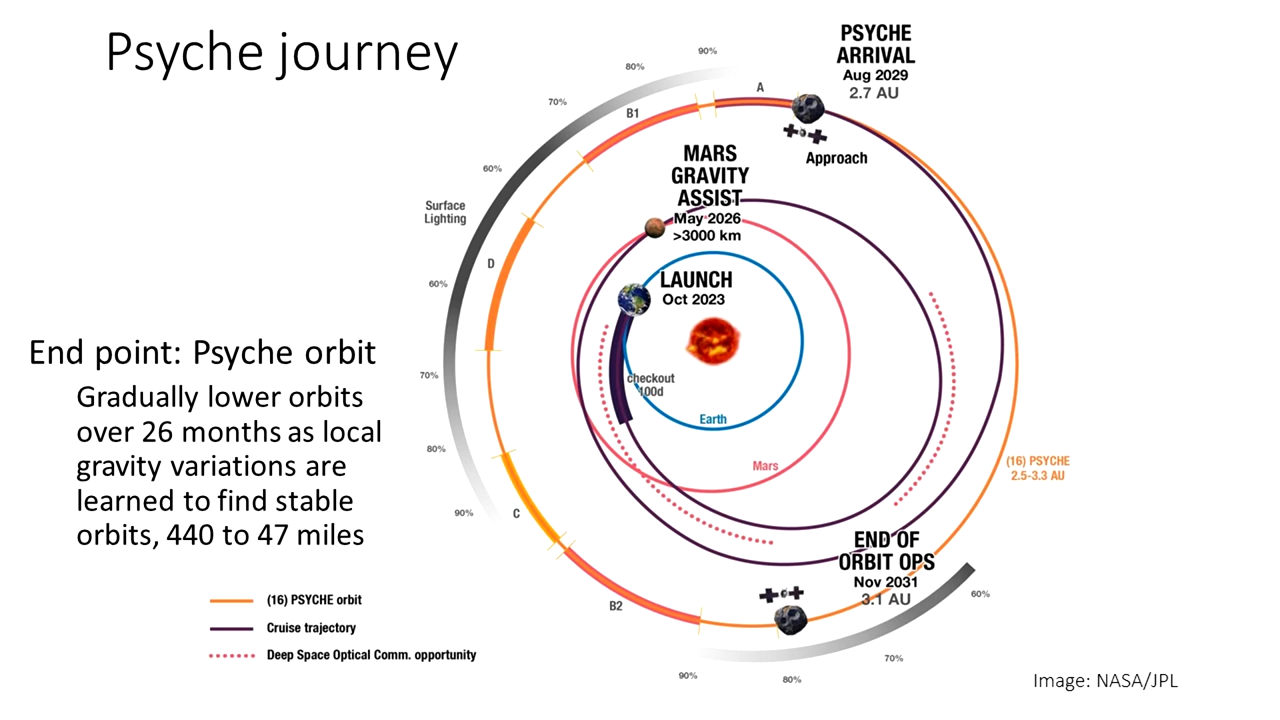 Psyche journey
PSYCHE
ARRIVAL
Aug 2029
2.7 AU
90%
80%
70%
60%
Surface
Lighting
60%
70%
80%
90%
A
B1
D
C
B2
Approach
MARS
GRAVITY
ASSIST
May 2026
>3000 km
LAUNCH
Oct 2023
checkout
100d
Earth
Mars
(16) PSYCHE
2.5-3.3 AU
END OF
ORBIT OPS
Nov 2031
3.1 AU
60%
70%
80%
90%
End point: Psyche orbit
Gradually lower orbits
over 26 months as local
gravity variations are
learned to find stable
orbits, 440 to 47 miles
(16) PSYCHE orbit
Cruise trajectory
Deep Space Optical Comm. opportunity
Image: NASA/JPL